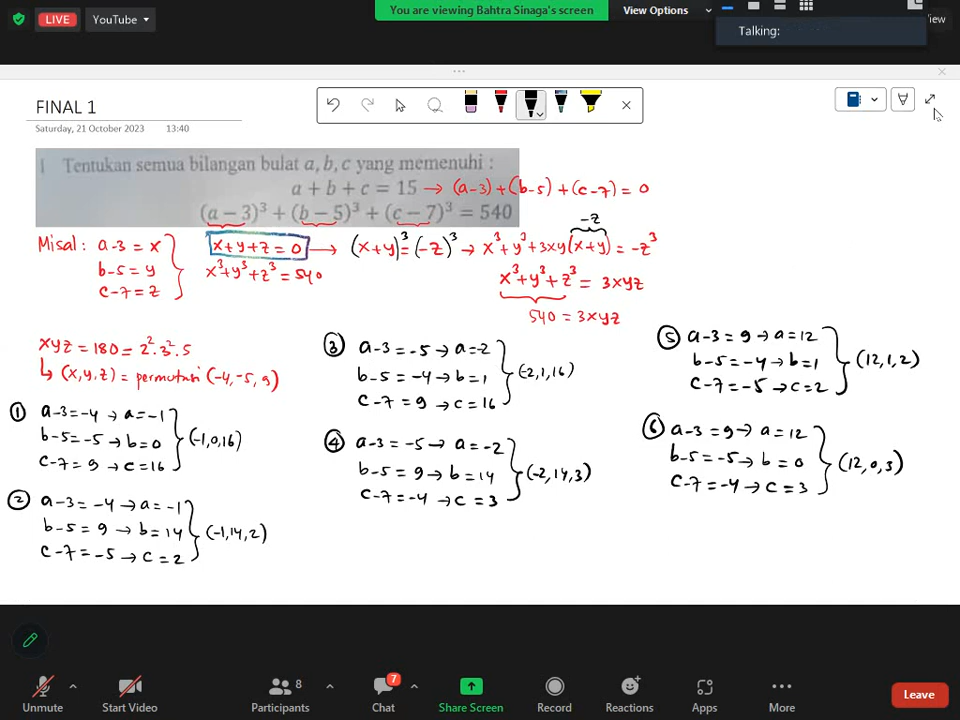 LIVE
YouTube
You are viewing Bahtra Sinaga's screen
View Options
View
Talking:
FINAL 1
Saturday, 21 October 2023 13:40
1 Tentukan semua bilangan bulat a, b, c yang memenuhi :
a + b + c = 15 → (a-3) + (b-5) + (c-7) = 0
(a − 3)³ + (b − 5)³ + (c − 7)³ = 540
Misal : a-3 = x
b-5 = y
c-7 = z
x+y+z = 0 → (x+y)³ = (-z)³ → x³+y³+3xy(x+y) = -z³
-z
x³+y³+z³ = 540
x³+y³+z³ = 3xyz
540 = 3xyz
xyz = 180 = 2².3².5
↳ (x,y,z) = permutasi (-4,-5,9)
① a-3 = -4 → a = -1
b-5 = -5 → b = 0
c-7 = 9 → c = 16
(-1,0,16)
② a-3 = -4 → a = -1
b-5 = 9 → b = 14
c-7 = -5 → c = 2
(-1,14,2)
③ a-3 = -5 → a = -2
b-5 = -4 → b = 1
c-7 = 9 → c = 16
(-2,1,16)
④ a-3 = -5 → a = -2
b-5 = 9 → b = 14
c-7 = -4 → c = 3
(-2,14,3)
⑤ a-3 = 9 → a = 12
b-5 = -4 → b = 1
c-7 = -5 → c = 2
(12,1,2)
⑥ a-3 = 9 → a = 12
b-5 = -5 → b = 0
c-7 = -4 → c = 3
(12,0,3)
7
8
Unmute
Start Video
Participants
Chat
Share Screen
Record
Reactions
Apps
More
Leave